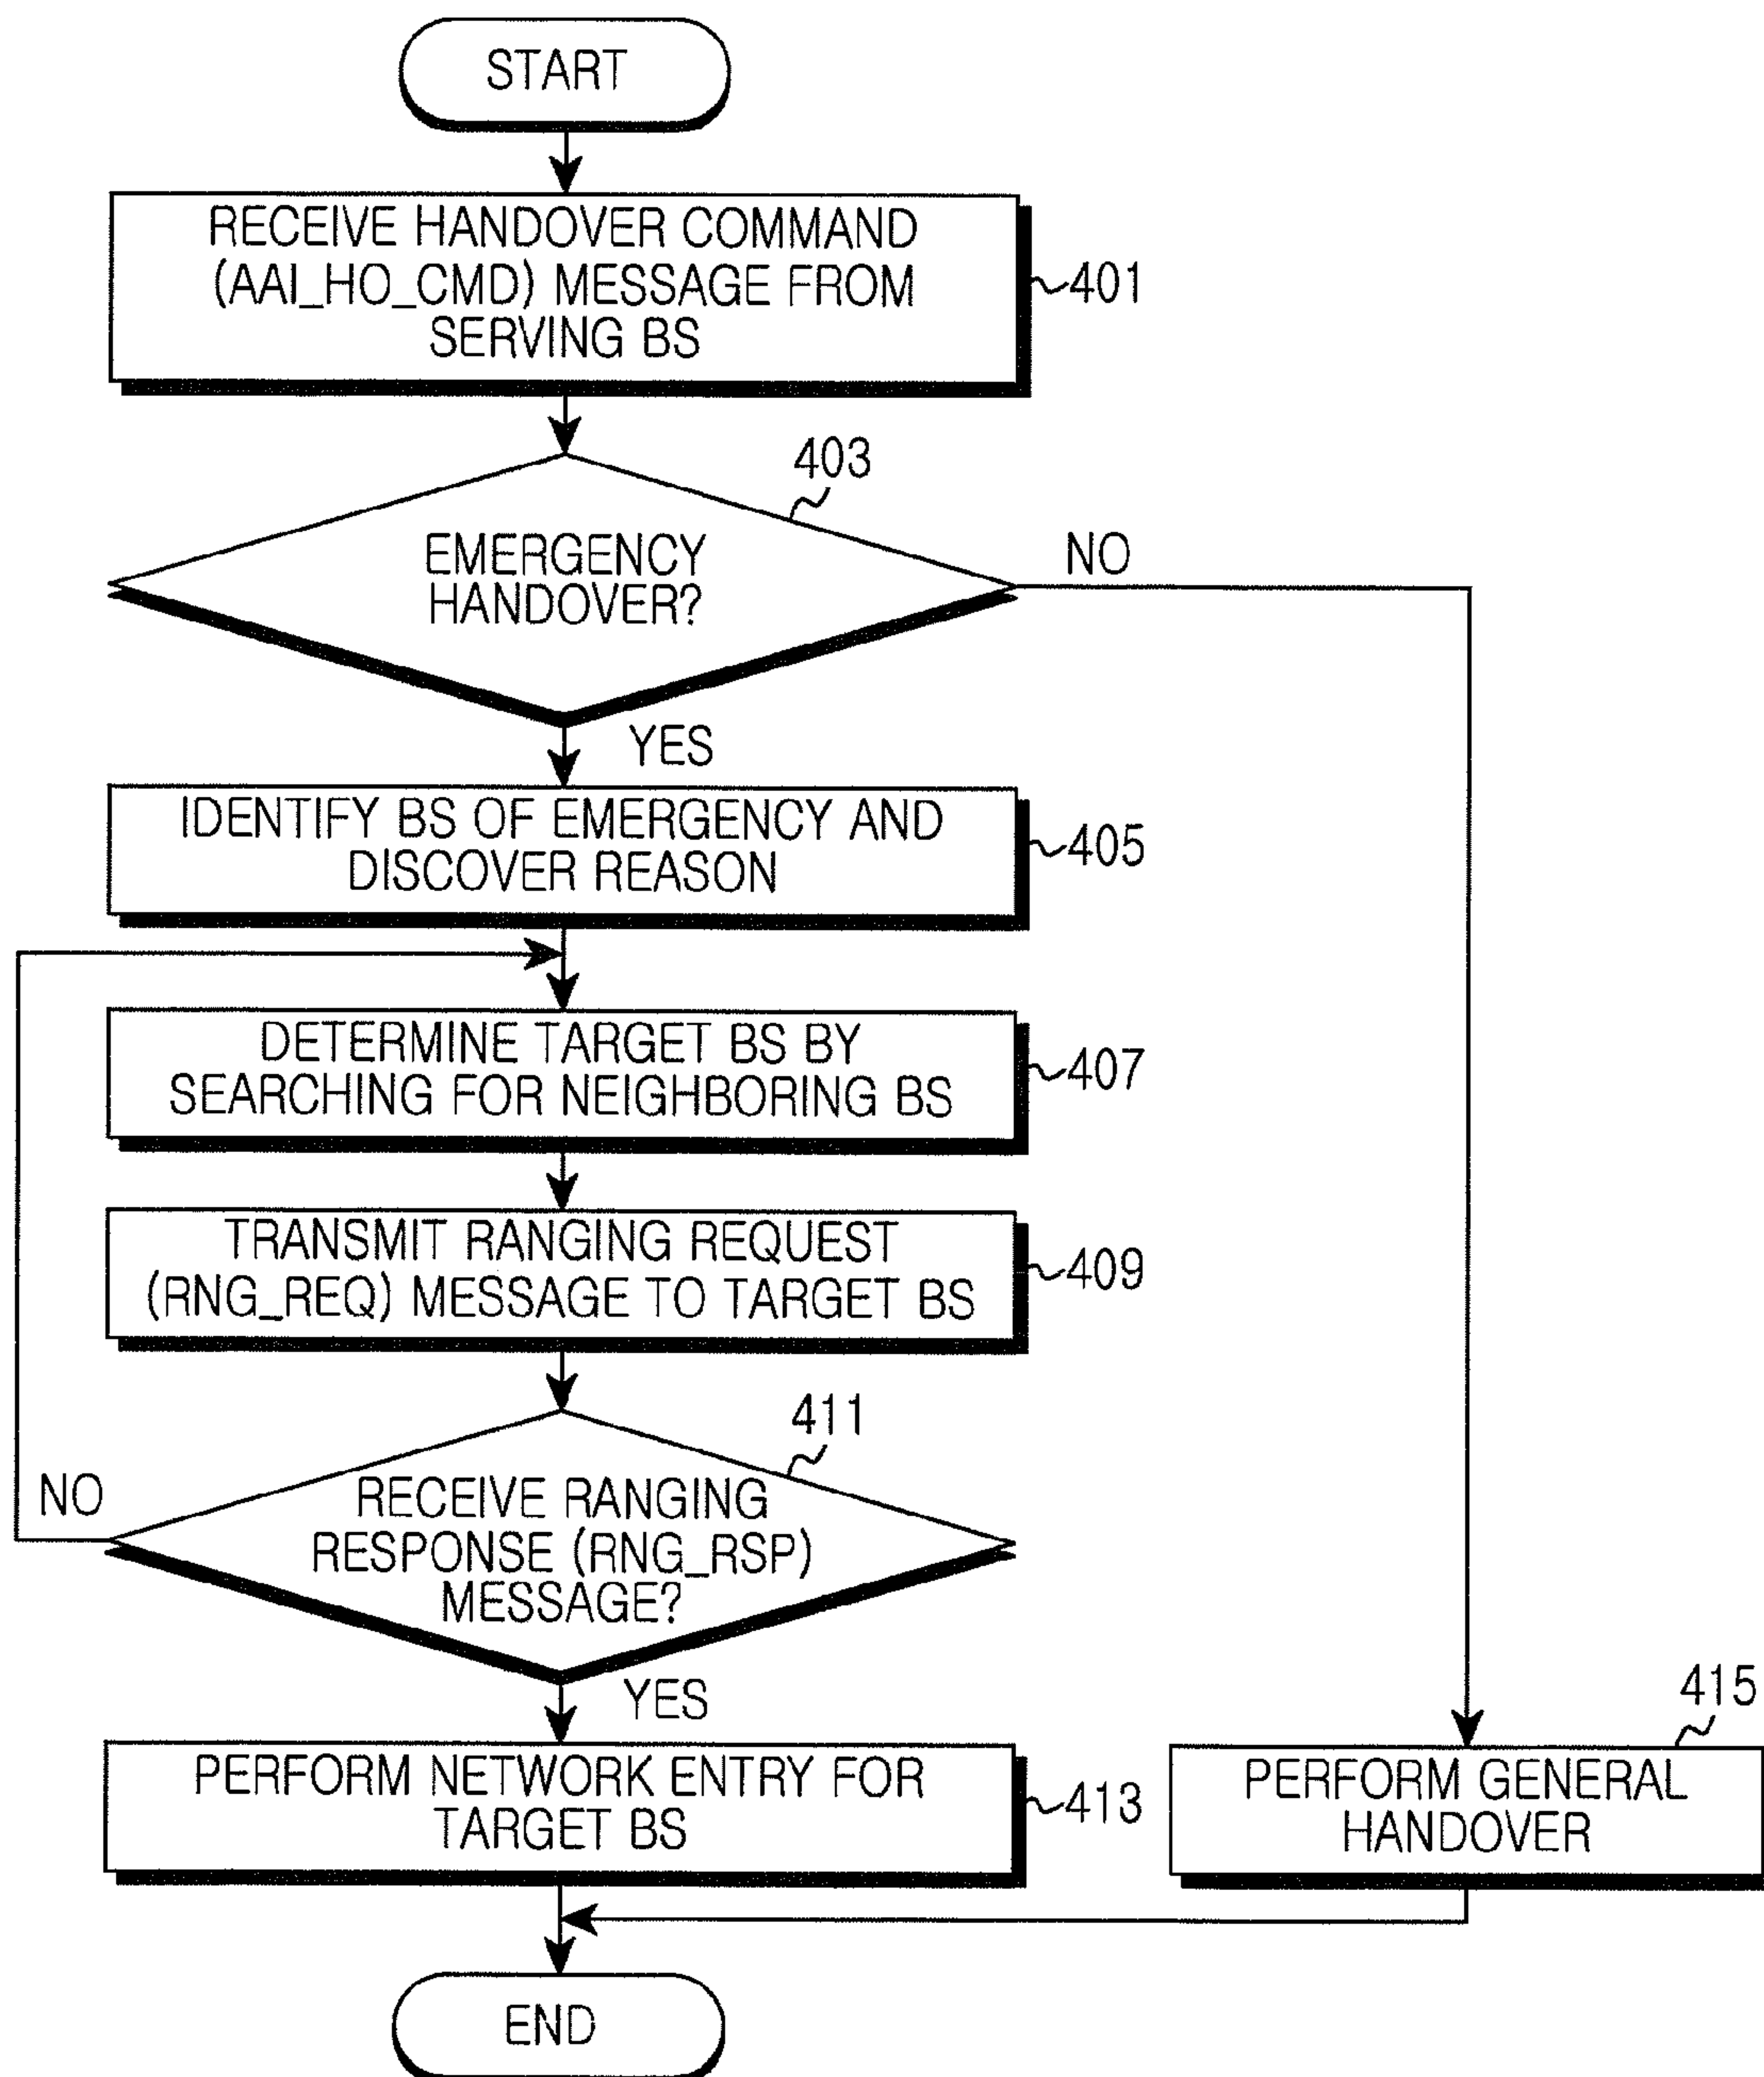 START
RECEIVE HANDOVER COMMAND
(AAI_HO_CMD) MESSAGE FROM
SERVING BS
401
403
EMERGENCY
HANDOVER?
NO
YES
IDENTIFY BS OF EMERGENCY AND
DISCOVER REASON
405
DETERMINE TARGET BS BY
SEARCHING FOR NEIGHBORING BS
407
TRANSMIT RANGING REQUEST
(RNG_REQ) MESSAGE TO TARGET BS
409
411
RECEIVE RANGING
RESPONSE (RNG_RSP)
MESSAGE?
NO
YES
PERFORM NETWORK ENTRY FOR
TARGET BS
413
415
PERFORM GENERAL
HANDOVER
END